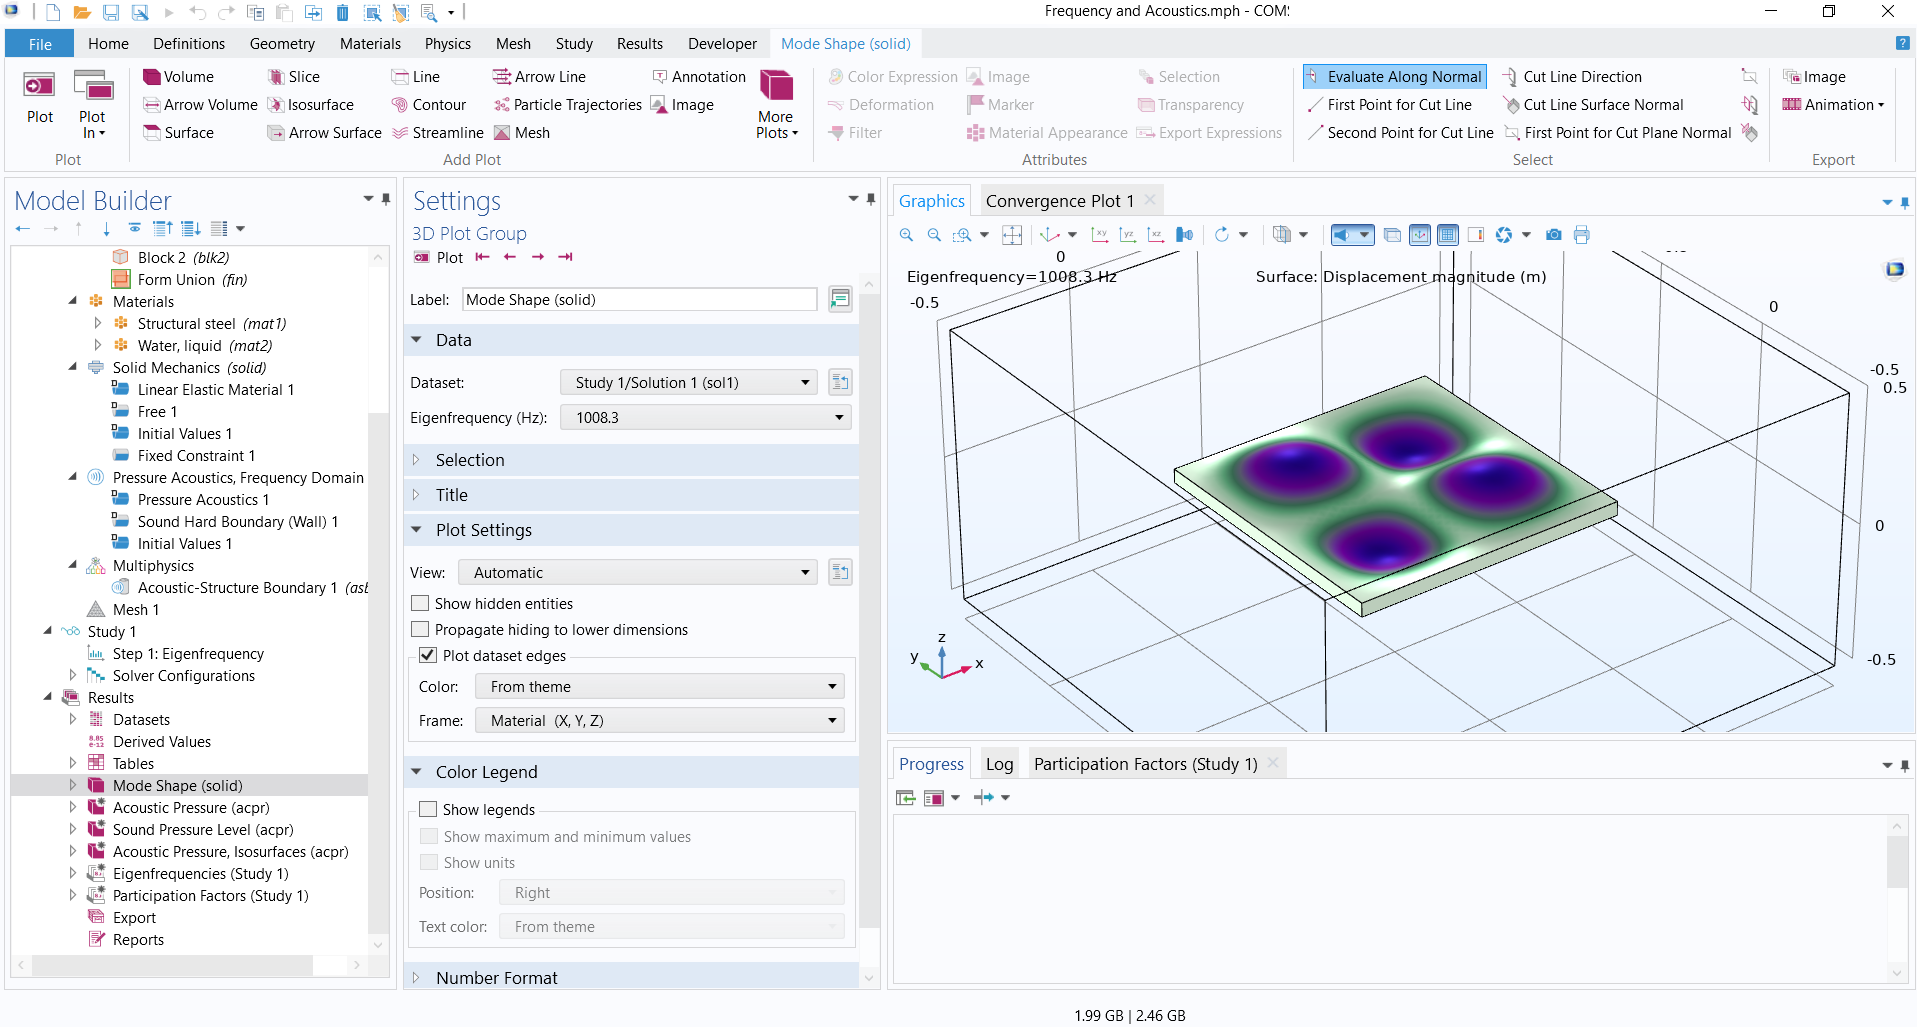 Frequency and Acoustics.mph - COMS
File Home Definitions Geometry Materials Physics Mesh Study Results Developer Mode Shape (solid) ?
Plot
Plot In
Plot
Volume
Arrow Volume
Surface
Slice
Isosurface
Arrow Surface
Line
Contour
Streamline
Arrow Line
Particle Trajectories
Mesh
Annotation
Image
More Plots
Add Plot
Color Expression
Deformation
Filter
Image
Marker
Material Appearance
Selection
Transparency
Export Expressions
Attributes
Evaluate Along Normal
First Point for Cut Line
Second Point for Cut Line
Cut Line Direction
Cut Line Surface Normal
First Point for Cut Plane Normal
Select
Image
Animation
Export
Model Builder
Block 2 (blk2)
Form Union (fin)
Materials
Structural steel (mat1)
Water, liquid (mat2)
Solid Mechanics (solid)
Linear Elastic Material 1
Free 1
Initial Values 1
Fixed Constraint 1
Pressure Acoustics, Frequency Domain
Pressure Acoustics 1
Sound Hard Boundary (Wall) 1
Initial Values 1
Multiphysics
Acoustic-Structure Boundary 1 (asb
Mesh 1
Study 1
Step 1: Eigenfrequency
Solver Configurations
Results
Datasets
8.85
e-12
Derived Values
Tables
Mode Shape (solid)
Acoustic Pressure (acpr)
Sound Pressure Level (acpr)
Acoustic Pressure, Isosurfaces (acpr)
Eigenfrequencies (Study 1)
Participation Factors (Study 1)
Export
Reports
Settings
3D Plot Group
Plot
Label: Mode Shape (solid)
Data
Dataset: Study 1/Solution 1 (sol1)
Eigenfrequency (Hz): 1008.3
Selection
Title
Plot Settings
View: Automatic
Show hidden entities
Propagate hiding to lower dimensions
Plot dataset edges
Color: From theme
Frame: Material (X, Y, Z)
Color Legend
Show legends
Show maximum and minimum values
Show units
Position: Right
Text color: From theme
Number Format
Graphics Convergence Plot 1
xy yz xz
0
Eigenfrequency=1008.3 Hz Surface: Displacement magnitude (m)
-0.5
0
-0.5
0.5
0
-0.5
z
y
x
Progress Log Participation Factors (Study 1)
1.99 GB | 2.46 GB